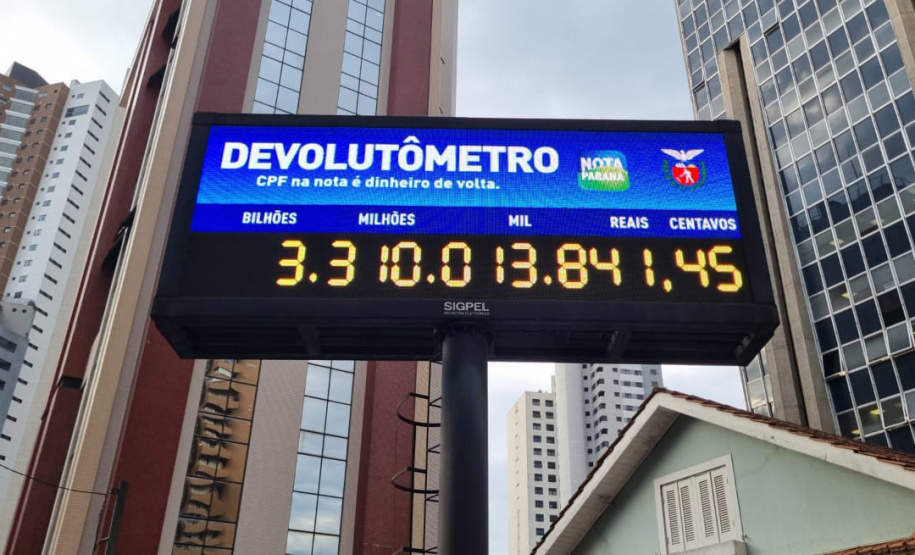 DEVOLUTÔMETRO
CPF na nota é dinheiro de volta.
NOTA
PARANÁ
BILHÕES MILHÕES MIL REAIS CENTAVOS
3.310.013.841,45
SIGPEL